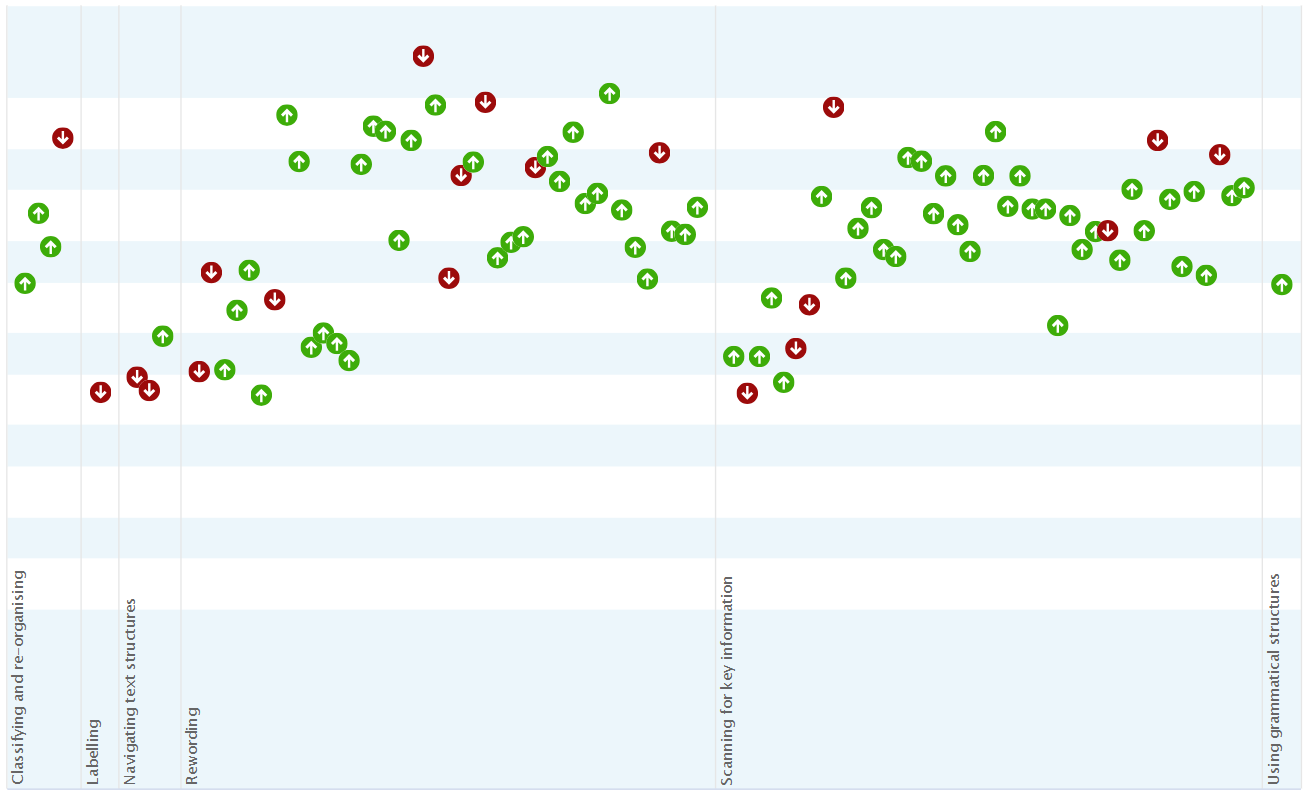 Classifying and re-organising
Labelling
Navigating text structures
Rewording
Scanning for key information
Using grammatical structures